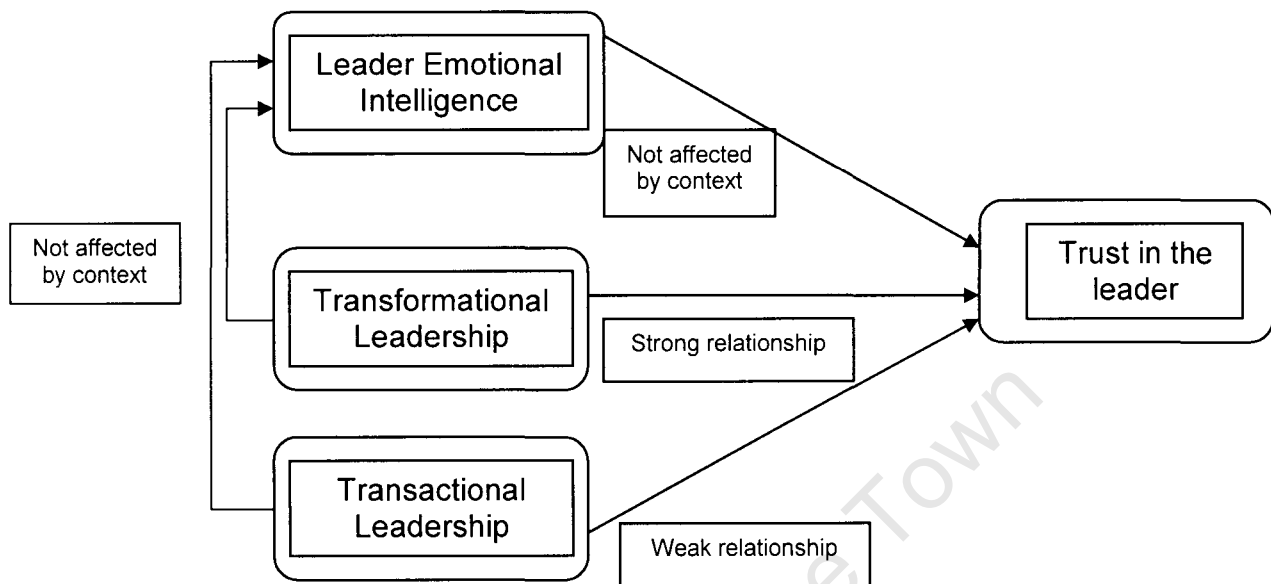 Leader Emotional
Intelligence
Not affected
by context
Not affected
by context
Trust in the
leader
Transformational
Leadership
Strong relationship
Transactional
Leadership
Weak relationship
Town